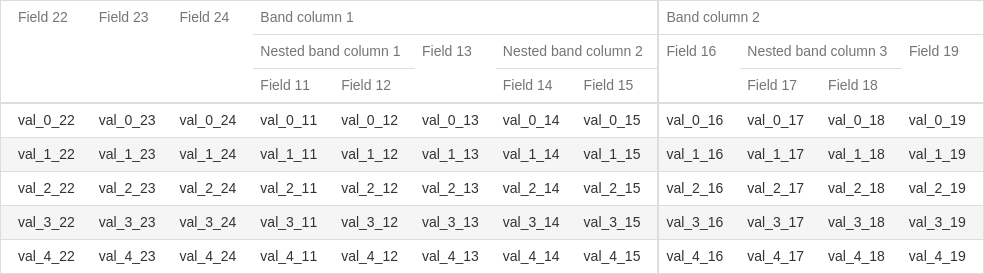 Field 22 Field 23 Field 24 Band column 1 Band column 2
Nested band column 1 Field 13 Nested band column 2 Field 16 Nested band column 3 Field 19
Field 11 Field 12 Field 14 Field 15 Field 17 Field 18
val_0_22 val_0_23 val_0_24 val_0_11 val_0_12 val_0_13 val_0_14 val_0_15 val_0_16 val_0_17 val_0_18 val_0_19
val_1_22 val_1_23 val_1_24 val_1_11 val_1_12 val_1_13 val_1_14 val_1_15 val_1_16 val_1_17 val_1_18 val_1_19
val_2_22 val_2_23 val_2_24 val_2_11 val_2_12 val_2_13 val_2_14 val_2_15 val_2_16 val_2_17 val_2_18 val_2_19
val_3_22 val_3_23 val_3_24 val_3_11 val_3_12 val_3_13 val_3_14 val_3_15 val_3_16 val_3_17 val_3_18 val_3_19
val_4_22 val_4_23 val_4_24 val_4_11 val_4_12 val_4_13 val_4_14 val_4_15 val_4_16 val_4_17 val_4_18 val_4_19